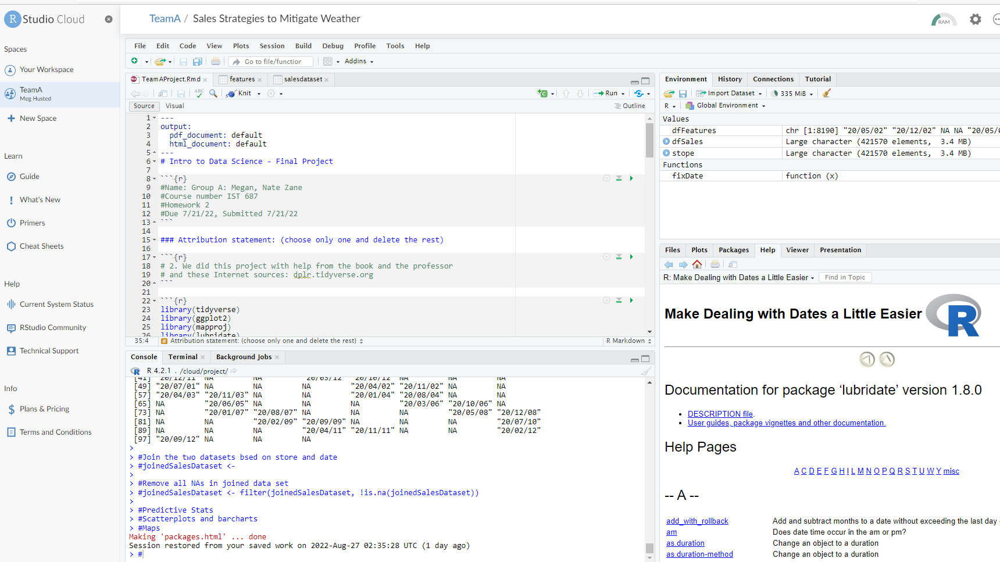 R Studio Cloud
TeamA / Sales Strategies to Mitigate Weather
RAM
Spaces
Your Workspace
TeamA
Meg Husted
New Space
Learn
Guide
What's New
Primers
Cheat Sheets
Help
Current System Status
RStudio Community
Technical Support
Info
Plans & Pricing
Terms and Conditions
File Edit Code View Plots Session Build Debug Profile Tools Help
Go to file/function Addins
TeamAProject.Rmd features salesdataset
ABC Knit Run
Source Visual Outline
1 ---
2 output:
3 pdf_document: default
4 html_document: default
5 ---
6 # Intro to Data Science - Final Project
7
8 ```{r}
9 #Name: Group A: Megan, Nate Zane
10 #Course number IST 687
11 #Homework 2
12 #Due 7/21/22, Submitted 7/21/22
13 ```
14
15 ### Attribution statement: (choose only one and delete the rest)
16
17 ```{r}
18 # 2. We did this project with help from the book and the professor
19 # and these Internet sources: dplr.tidyverse.org
20 ```
21
22 ```{r}
23 library(tidyverse)
24 library(ggplot2)
25 library(mapproj)
26 library(lubridate)
35:4 # Attribution statement: (choose only one and delete the rest) R Markdown
Console Terminal Background Jobs
R R 4.2.1 . /cloud/project/
[41] "20/12/11" NA NA "20/03/12" "20/10/12" NA NA NA
[49] "20/07/01" NA NA NA "20/04/02" "20/11/02" NA NA
[57] "20/04/03" "20/11/03" NA NA "20/01/04" "20/08/04" NA NA
[65] NA "20/06/05" NA NA NA "20/03/06" "20/10/06" NA
[73] NA "20/01/07" "20/08/07" NA NA NA "20/05/08" "20/12/08"
[81] NA NA "20/02/09" "20/09/09" NA NA NA "20/07/10"
[89] NA NA NA "20/04/11" "20/11/11" NA NA "20/02/12"
[97] "20/09/12" NA NA NA
>
> #Join the two datasets bsed on store and date
> #joinedSalesDataset <-
>
> #Remove all NAs in joined data set
> #joinedSalesDataset <- filter(joinedSalesDataset, !is.na(joinedSalesDataset))
>
> #Predictive Stats
> #Scatterplots and barcharts
> #Maps
Making 'packages.html' ... done
Session restored from your saved work on 2022-Aug-27 02:35:28 UTC (1 day ago)
> #
Environment History Connections Tutorial
Import Dataset 335 MiB
R Global Environment
Values
dfFeatures chr [1:8190] "20/05/02" "20/12/02" NA NA "20/05/
dfSales Large character (421570 elements, 3.4 MB)
stope Large character (421570 elements, 3.4 MB)
Functions
fixDate function (x)
Files Plots Packages Help Viewer Presentation
R: Make Dealing with Dates a Little Easier Find in Topic
Make Dealing with Dates a Little Easier R
Documentation for package ‘lubridate’ version 1.8.0
• DESCRIPTION file.
• User guides, package vignettes and other documentation.
Help Pages
A C D E F G H I L M N O P Q R S T U W Y misc
-- A --
add_with_rollback Add and subtract months to a date without exceeding the last day
am Does date time occur in the am or pm?
as.duration Change an object to a duration
as.duration-method Change an object to a duration